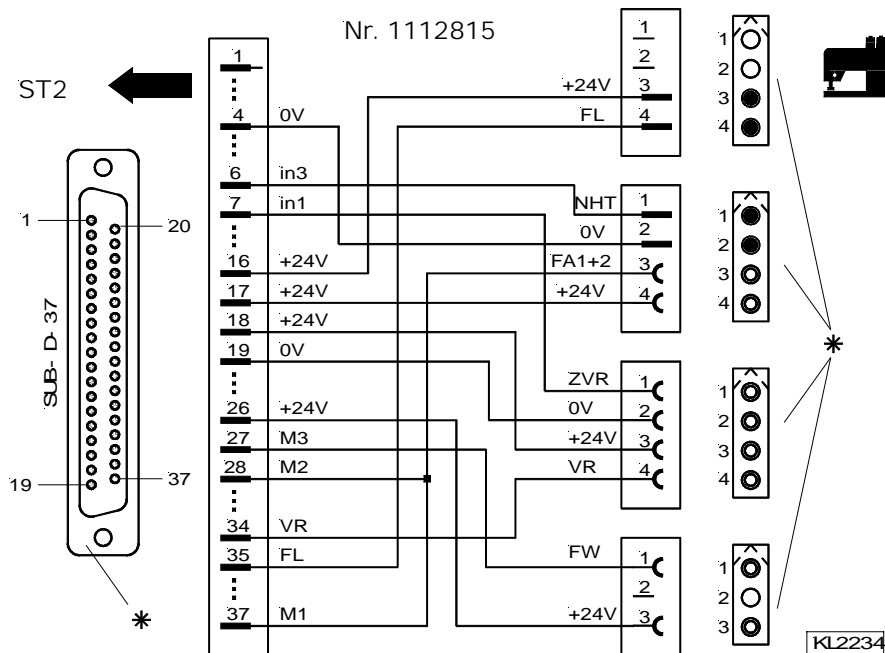 Nr. 1112815
ST2
SUB-D-37
1
20
19
37
1
4 0V
6 in3
7 in1
16 +24V
17 +24V
18 +24V
19 0V
26 +24V
27 M3
28 M2
34 VR
35 FL
37 M1
1
2
+24V 3
FL 4
NHT 1
0V 2
FA1+2 3
+24V 4
ZVR 1
0V 2
+24V 3
VR 4
FW 1
2
+24V 3
1
2
3
4
1
2
3
4
1
2
3
4
1
2
3
KL2234